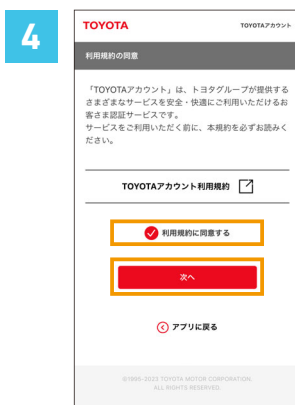 4
TOYOTA
TOYOTAアカウント
利用規約の同意
「TOYOTAアカウント」は、トヨタグループが提供する
さまざまなサービスを安全・快適にご利用いただけるお
客さま認証サービスです。
サービスをご利用いただく前に、本規約を必ずお読みく
ださい。
TOYOTAアカウント利用規約
利用規約に同意する
次へ
アプリに戻る
©1995-2023 TOYOTA MOTOR CORPORATION.
ALL RIGHTS RESERVED.